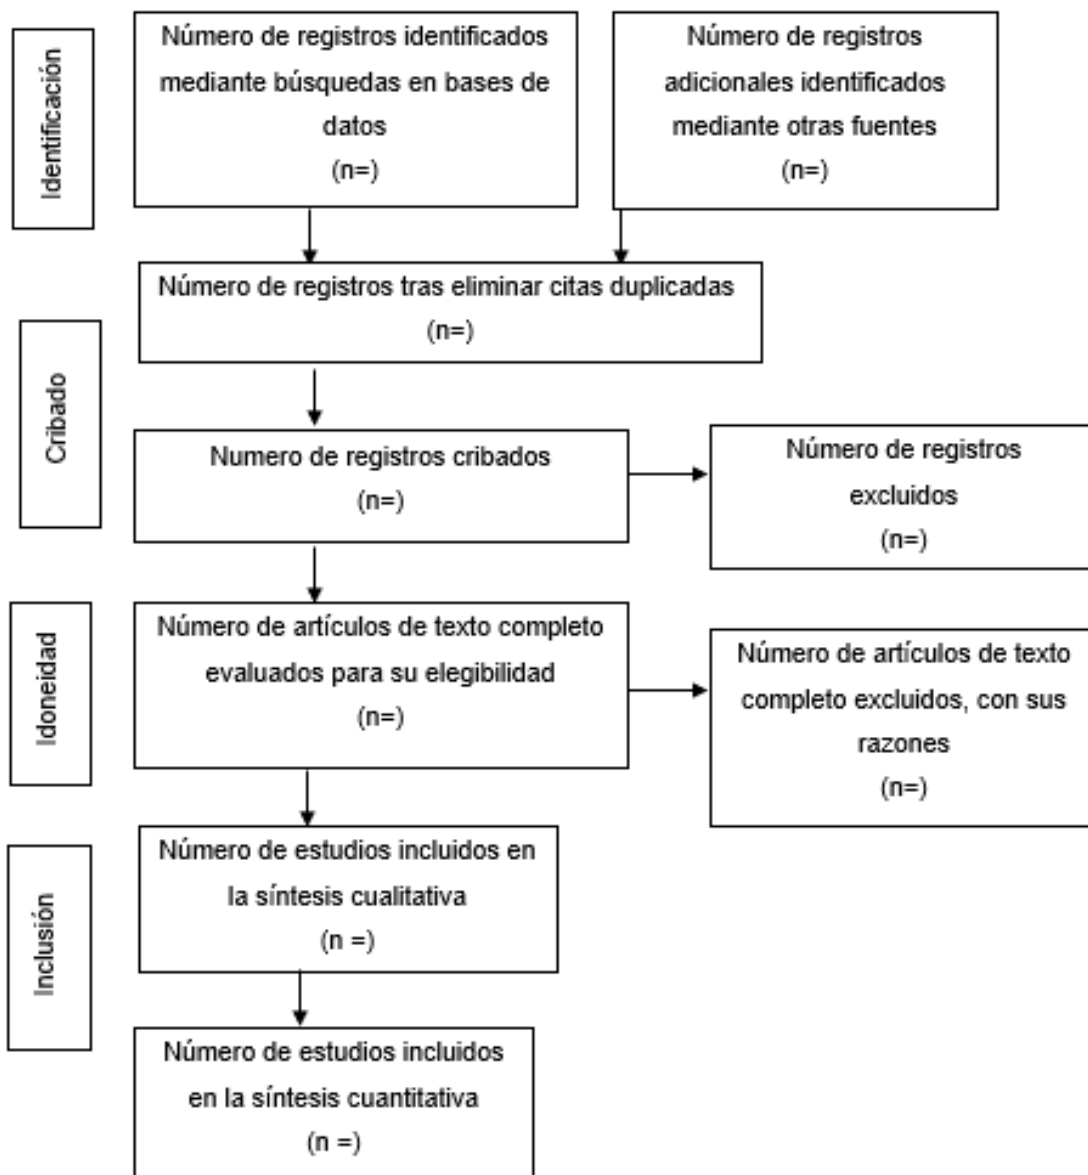 Identificación
Número de registros identificados
mediante búsquedas en bases de
datos
(n=)
Número de registros
adicionales identificados
mediante otras fuentes
(n=)
Número de registros tras eliminar citas duplicadas
(n=)
Cribado
Numero de registros cribados
(n=)
Número de registros
excluidos
(n=)
Idoneidad
Número de artículos de texto completo
evaluados para su elegibilidad
(n=)
Número de artículos de texto
completo excluidos, con sus
razones
(n=)
Inclusión
Número de estudios incluidos en
la síntesis cualitativa
(n =)
Número de estudios incluidos
en la síntesis cuantitativa
(n =)